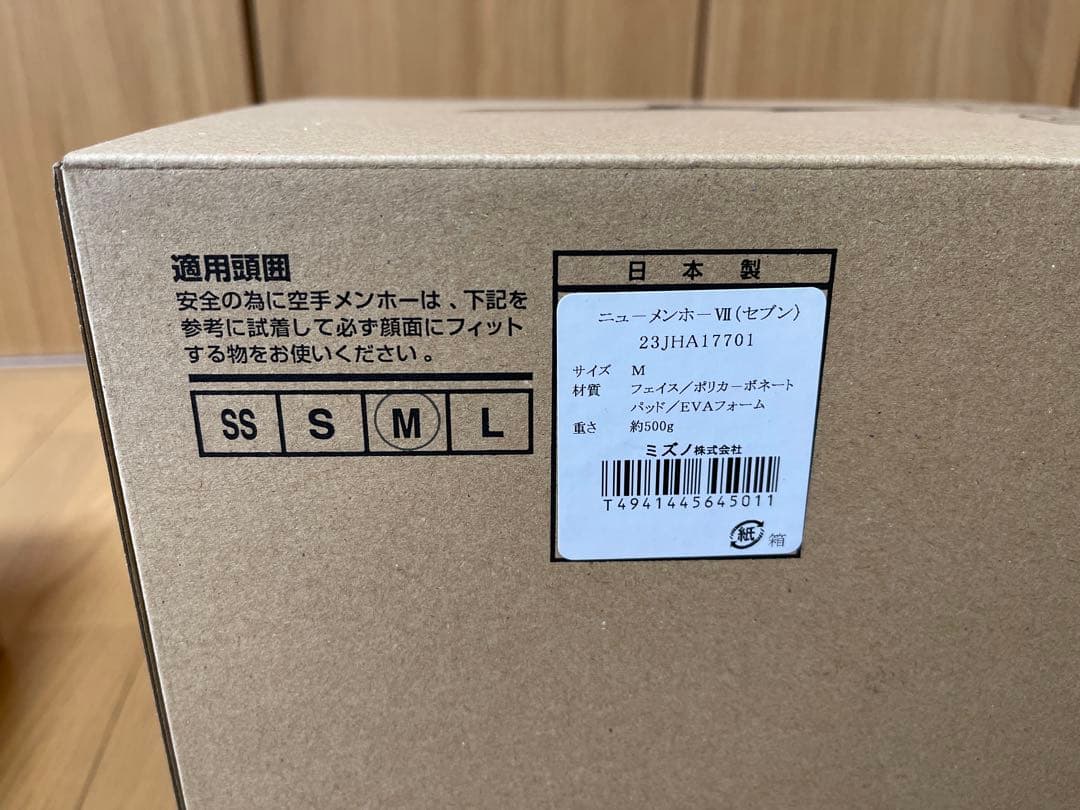 適用頭囲
安全の為に空手メンホーは、下記を
参考に試着して必ず顔面にフィット
する物をお使いください。
SS S M L
日本製
ニューメンホーⅦ(セブン)
23JHA17701
サイズ M
材質 フェイス/ポリカーボネート
パッド/EVAフォーム
重さ 約500g
ミズノ株式会社
T4941445645011
紙 箱